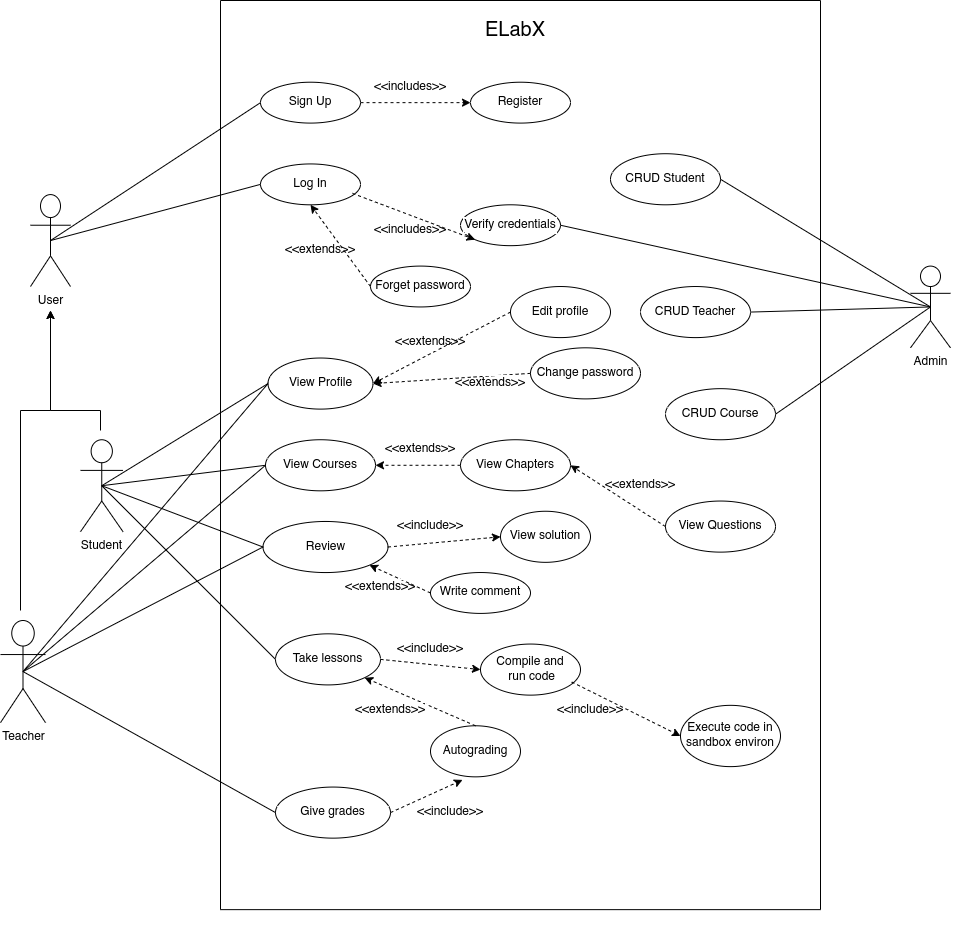 ELabX
<<includes>>
Sign Up
Register
CRUD Student
Log In
Verify credentials
<<includes>>
<<extends>>
Forget password
User
Edit profile
CRUD Teacher
<<extends>>
Admin
View Profile
Change password
<<extends>>
CRUD Course
<<extends>>
View Courses
View Chapters
<<extends>>
View Questions
<<include>>
View solution
Student
Review
<<extends>>
Write comment
<<include>>
Take lessons
Compile and
run code
<<extends>>
<<include>>
Execute code in
sandbox environ
Teacher
Autograding
Give grades
<<include>>